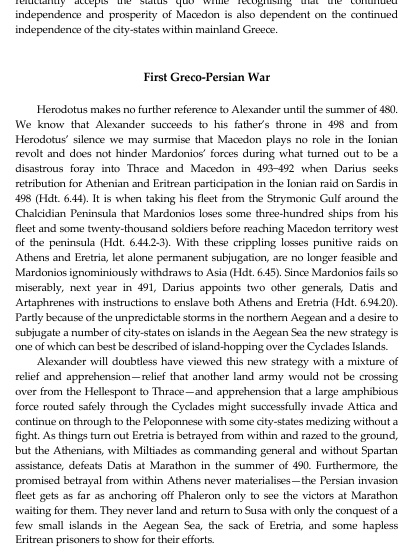 reluctantly accepts the status quo while recognising that the continued
independence and prosperity of Macedon is also dependent on the continued
independence of the city-states within mainland Greece.
First Greco-Persian War
Herodotus makes no further reference to Alexander until the summer of 480.
We know that Alexander succeeds to his father's throne in 498 and from
Herodotus' silence we may surmise that Macedon plays no role in the Ionian
revolt and does not hinder Mardonios' forces during what turned out to be a
disastrous foray into Thrace and Macedon in 493–492 when Darius seeks
retribution for Athenian and Eritrean participation in the Ionian raid on Sardis in
498 (Hdt. 6.44). It is when taking his fleet from the Strymonic Gulf around the
Chalcidian Peninsula that Mardonios loses some three-hundred ships from his
fleet and some twenty-thousand soldiers before reaching Macedon territory west
of the peninsula (Hdt. 6.44.2-3). With these crippling losses punitive raids on
Athens and Eretria, let alone permanent subjugation, are no longer feasible and
Mardonios ignominiously withdraws to Asia (Hdt. 6.45). Since Mardonios fails so
miserably, next year in 491, Darius appoints two other generals, Datis and
Artaphrenes with instructions to enslave both Athens and Eretria (Hdt. 6.94.20).
Partly because of the unpredictable storms in the northern Aegean and a desire to
subjugate a number of city-states on islands in the Aegean Sea the new strategy is
one of which can best be described of island-hopping over the Cyclades Islands.
Alexander will doubtless have viewed this new strategy with a mixture of
relief and apprehension—relief that another land army would not be crossing
over from the Hellespont to Thrace—and apprehension that a large amphibious
force routed safely through the Cyclades might successfully invade Attica and
continue on through to the Peloponnese with some city-states medizing without a
fight. As things turn out Eretria is betrayed from within and razed to the ground,
but the Athenians, with Miltiades as commanding general and without Spartan
assistance, defeats Datis at Marathon in the summer of 490. Furthermore, the
promised betrayal from within Athens never materialises—the Persian invasion
fleet gets as far as anchoring off Phaleron only to see the victors at Marathon
waiting for them. They never land and return to Susa with only the conquest of a
few small islands in the Aegean Sea, the sack of Eretria, and some hapless
Eritrean prisoners to show for their efforts.